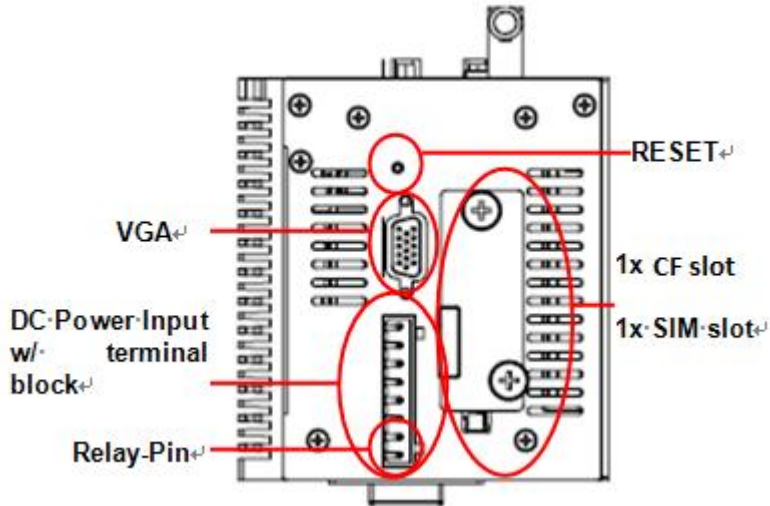 RESET↵
VGA↵
1x CF slot
DC·Power·Input
w/· terminal
block↵
1x·SIM·slot↵
Relay-Pin↵